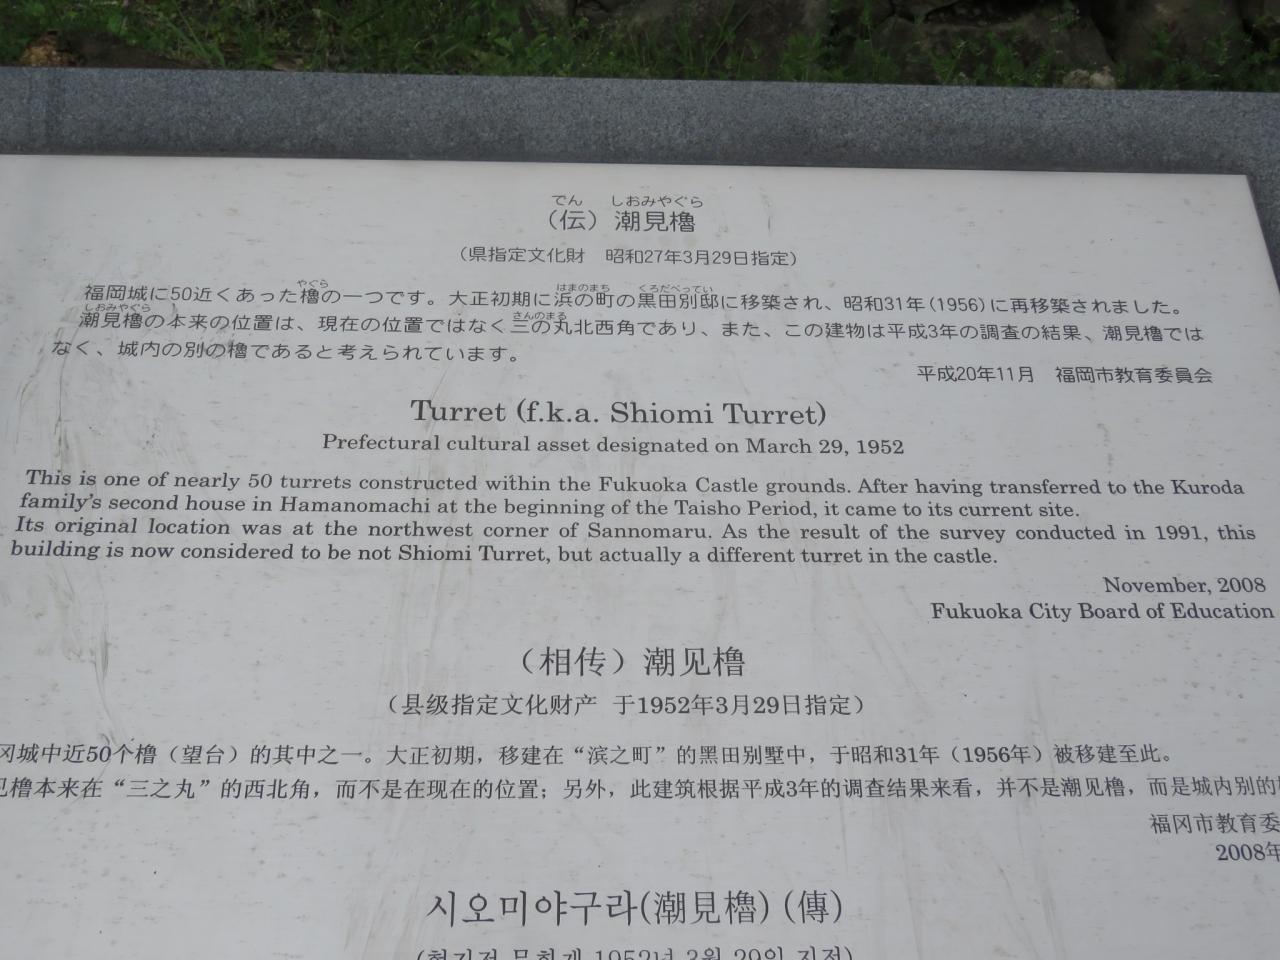 でん しおみやぐら
（伝）潮見櫓
（県指定文化財 昭和27年3月29日指定）
やぐら はまのまち くろだべってい
福岡城に50近くあった櫓の一つです。大正初期に浜の町の黒田別邸に移築され、昭和31年(1956)に再移築されました。
しおみやぐら さんのまる
潮見櫓の本来の位置は、現在の位置ではなく三の丸北西角であり、また、この建物は平成3年の調査の結果、潮見櫓では
なく、城内の別の櫓であると考えられています。
平成20年11月 福岡市教育委員会
Turret (f.k.a. Shiomi Turret)
Prefectural cultural asset designated on March 29, 1952
This is one of nearly 50 turrets constructed within the Fukuoka Castle grounds. After having transferred to the Kuroda
family's second house in Hamanomachi at the beginning of the Taisho Period, it came to its current site.
Its original location was at the northwest corner of Sannomaru. As the result of the survey conducted in 1991, this
building is now considered to be not Shiomi Turret, but actually a different turret in the castle.
November, 2008
Fukuoka City Board of Education
（相传）潮见橹
（县级指定文化财产 于1952年3月29日指定）
冈城中近50个橹（望台）的其中之一。大正初期，移建在“滨之町”的黑田别墅中，于昭和31年（1956年）被移建至此。
见橹本来在“三之丸”的西北角，而不是在现在的位置；另外，此建筑根据平成3年的调查结果来看，并不是潮见橹，而是城内别的
福冈市教育委
2008年
시오미야구라(潮見櫓) (傳)
1952년 3월 29일 지정)